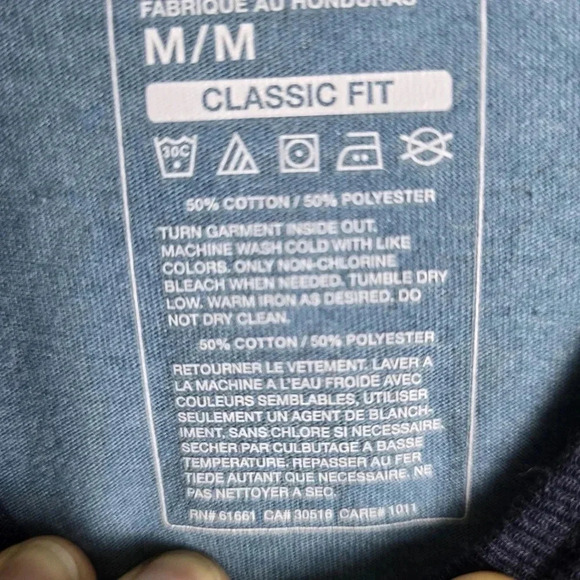 FABRIQUE AU HONDURAS
M/M
CLASSIC FIT
30C
50% COTTON / 50% POLYESTER
TURN GARMENT INSIDE OUT.
MACHINE WASH COLD WITH LIKE
COLORS. ONLY NON-CHLORINE
BLEACH WHEN NEEDED. TUMBLE DRY
LOW. WARM IRON AS DESIRED. DO
NOT DRY CLEAN.
50% COTTON / 50% POLYESTER
RETOURNER LE VETEMENT. LAVER A
LA MACHINE A L'EAU FROIDE AVEC
COULEURS SEMBLABLES, UTILISER
SEULEMENT UN AGENT DE BLANCH-
IMENT, SANS CHLORE SI NECESSAIRE.
SECHER PAR CULBUTAGE A BASSE
TEMPERATURE. REPASSER AU FER
TIEDE AUTANT QUE NECESSAIRE. NE
PAS NETTOYER A SEC.
RN# 61661 CA# 30516 CARE# 1011